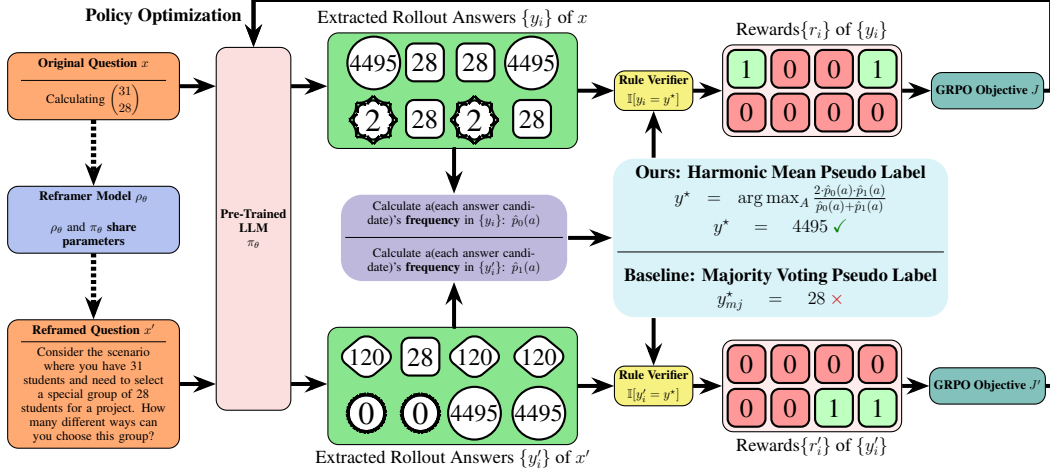 Policy Optimization
Original Question x
Calculating (31 28)
Reframer Model ρ_θ
ρ_θ and π_θ share
parameters
Reframed Question x′
Consider the scenario
where you have 31
students and need to select
a special group of 28
students for a project. How
many different ways can
you choose this group?
Pre-Trained
LLM
π_θ
Extracted Rollout Answers {y_i} of x
4495 28 28 4495
2 28 2 28
Calculate a(each answer candi-
date)'s frequency in {y_i}: p̂_0(a)
Calculate a(each answer candi-
date)'s frequency in {y′_i}: p̂_1(a)
120 28 120 120
0 0 4495 4495
Extracted Rollout Answers {y′_i} of x′
Rule Verifier
𝕀[y_i = y⋆]
Rewards{r_i} of {y_i}
1 0 0 1
0 0 0 0
GRPO Objective J
Ours: Harmonic Mean Pseudo Label
y⋆ = arg max_A 2·p̂_0(a)·p̂_1(a) / p̂_0(a)+p̂_1(a)
y⋆ = 4495 ✓
Baseline: Majority Voting Pseudo Label
y⋆_mj = 28 ×
Rule Verifier
𝕀[y′_i = y⋆]
0 0 0 0
0 0 1 1
Rewards{r′_i} of {y′_i}
GRPO Objective J′